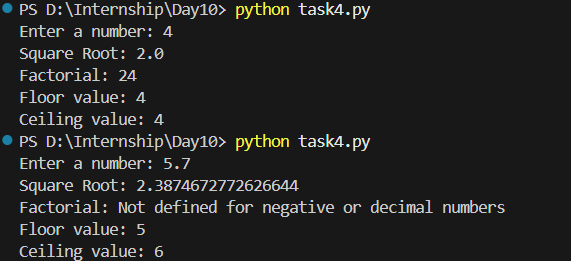 PS D:\Internship\Day10> python task4.py
Enter a number: 4
Square Root: 2.0
Factorial: 24
Floor value: 4
Ceiling value: 4
PS D:\Internship\Day10> python task4.py
Enter a number: 5.7
Square Root: 2.3874672772626644
Factorial: Not defined for negative or decimal numbers
Floor value: 5
Ceiling value: 6